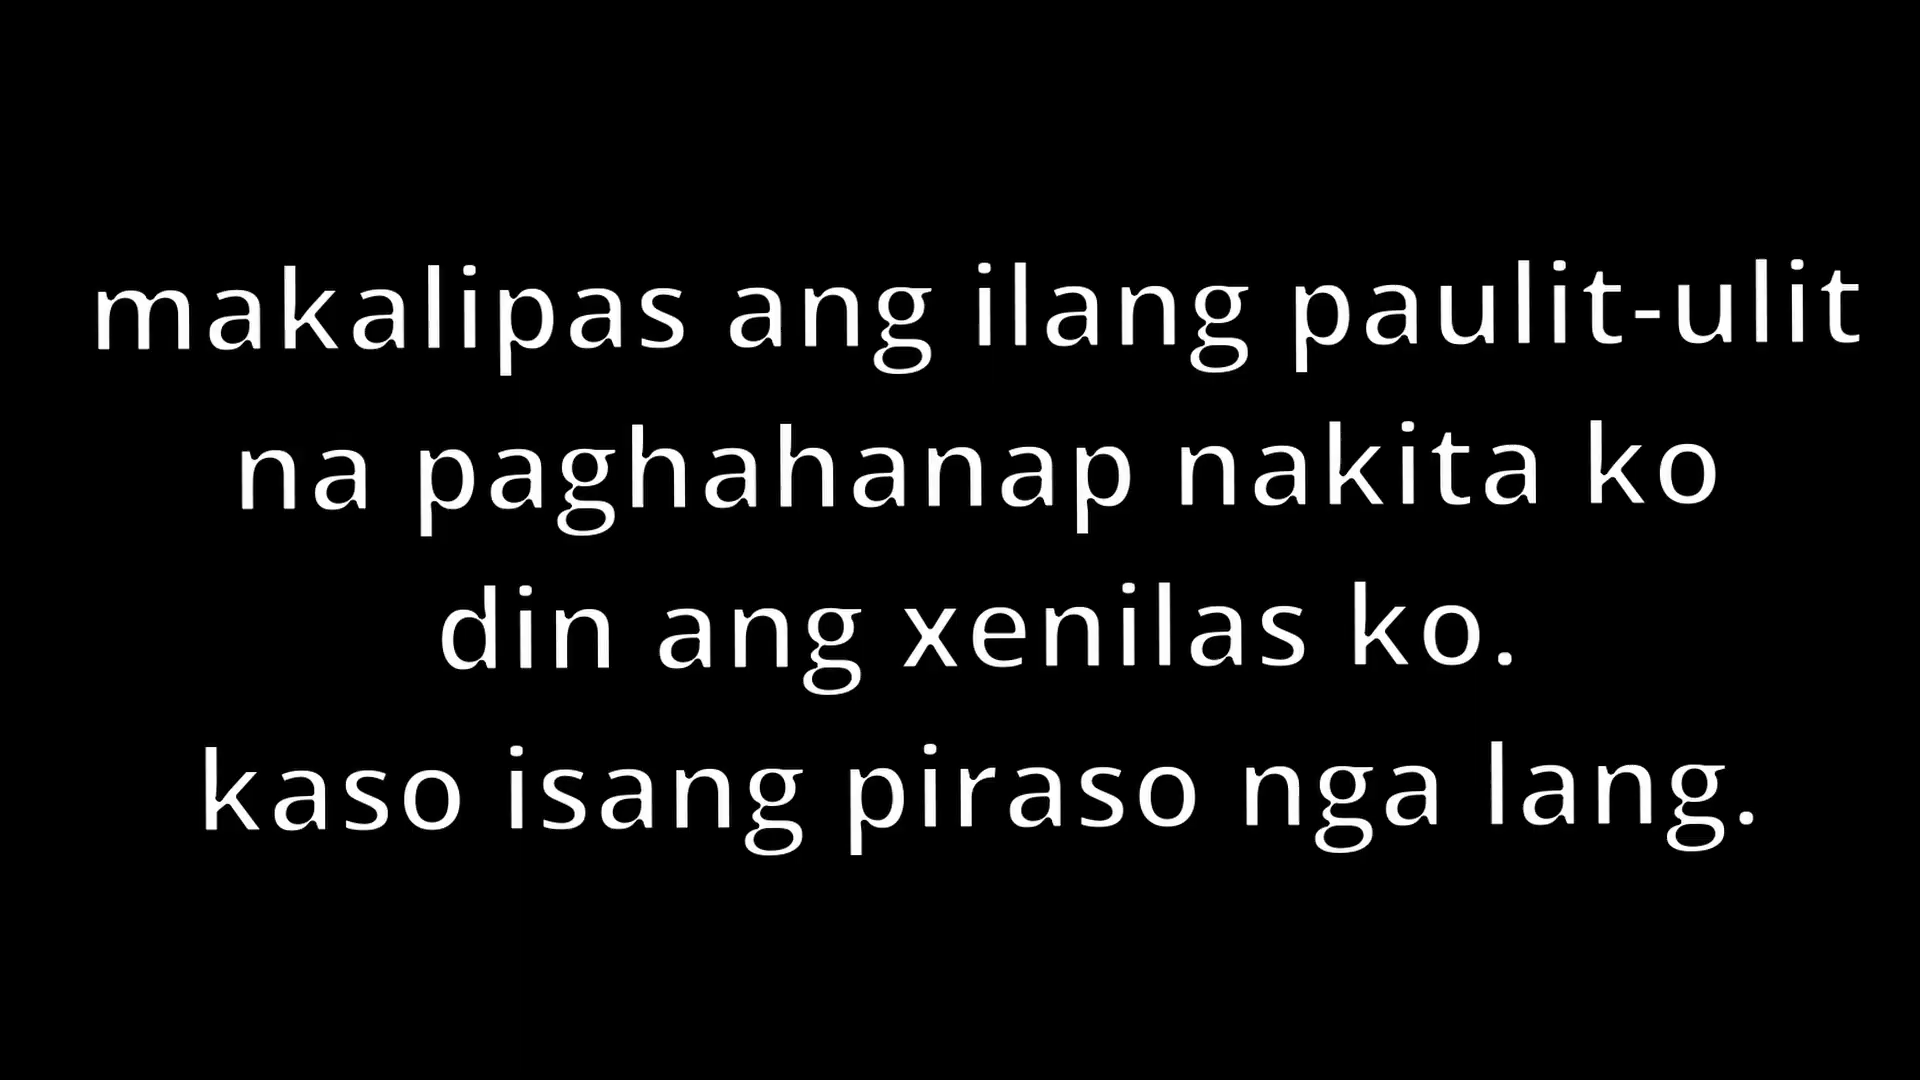 makalipas ang ilang paulit-ulit
na paghahanap nakita ko
din ang xenilas ko.
kaso isang piraso nga lang.